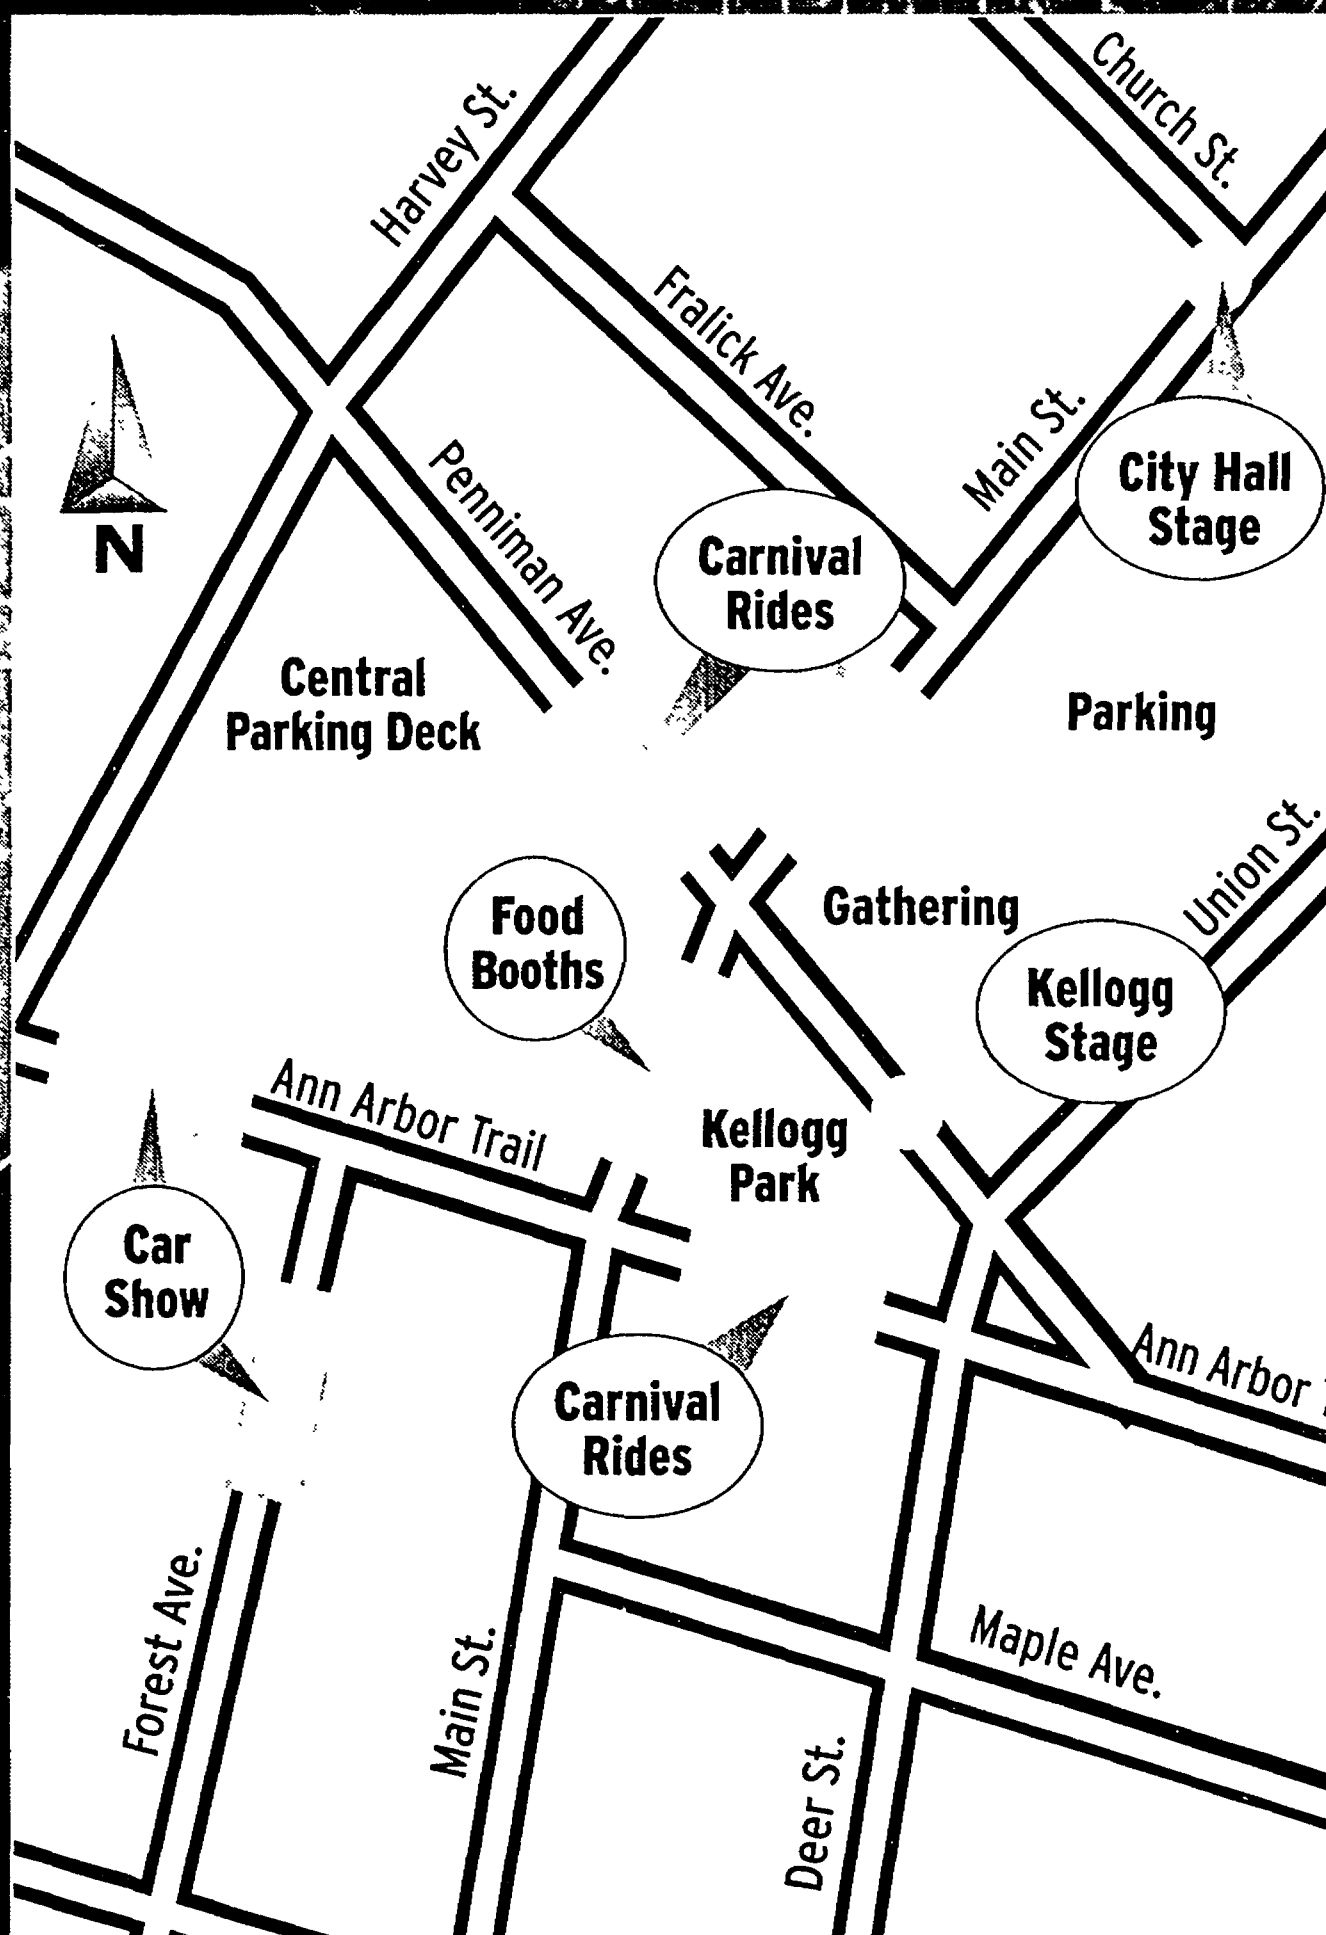 Church St.
Harvey St.
Fralick Ave.
Main St.
City Hall
Stage
Penniman Ave.
N
Carnival
Rides
Central
Parking Deck
Parking
Union St.
Food
Booths
Gathering
Kellogg
Stage
Ann Arbor Trail
Kellogg
Park
Car
Show
Ann Arbor
Carnival
Rides
Forest Ave.
Main St.
Maple Ave.
Deer St.